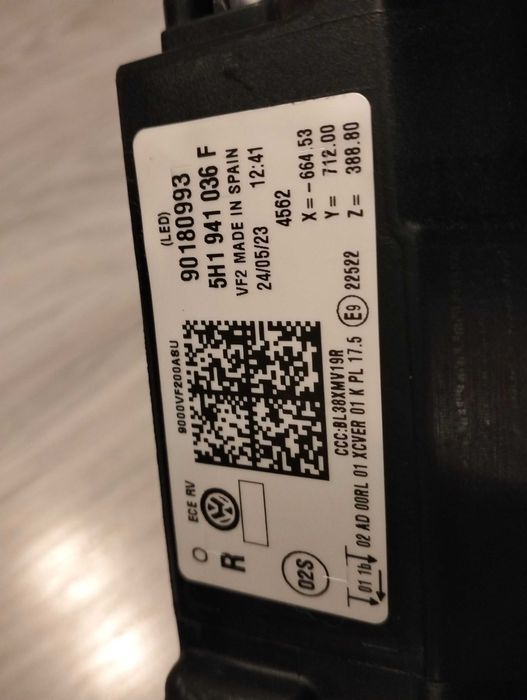 ECE RV
R
9000VF200ASU
(LED)
90180993
5H1 941 036 F
VF2 MADE IN SPAIN
24/05/23 12:41
4562
X=-664.53
Y= 712.00
Z= 388.80
02S
CCC:BL38XMV19R
01 1b 02 AD 00RL 01 XCVER 01 K PL 17.5 E9 22522